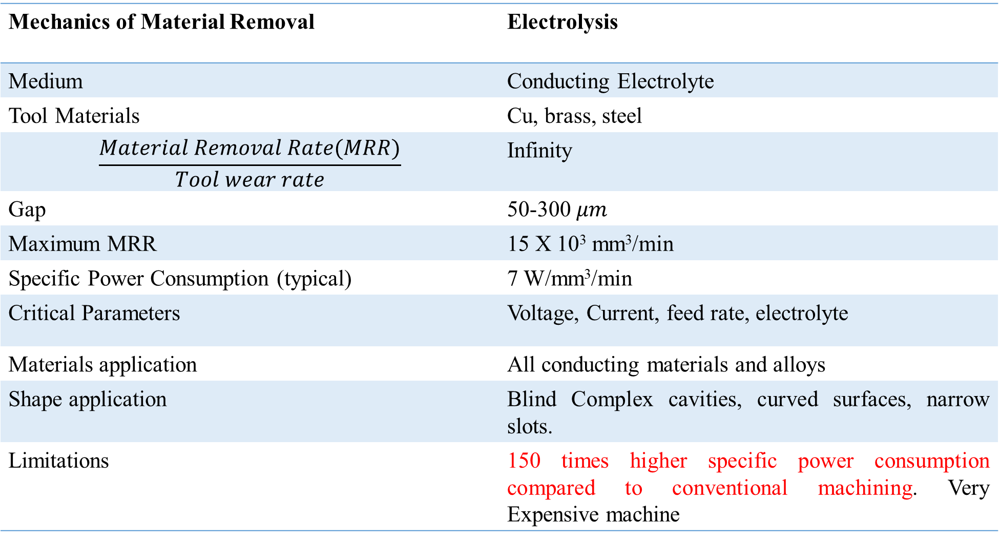 Mechanics of Material Removal Electrolysis
Medium Conducting Electrolyte
Tool Materials Cu, brass, steel
Material Removal Rate(MRR)
Tool wear rate
Infinity
Gap 50-300 μm
Maximum MRR 15 X 10³ mm³/min
Specific Power Consumption (typical) 7 W/mm³/min
Critical Parameters Voltage, Current, feed rate, electrolyte
Materials application All conducting materials and alloys
Shape application Blind Complex cavities, curved surfaces, narrow
slots.
Limitations 150 times higher specific power consumption
compared to conventional machining. Very
Expensive machine